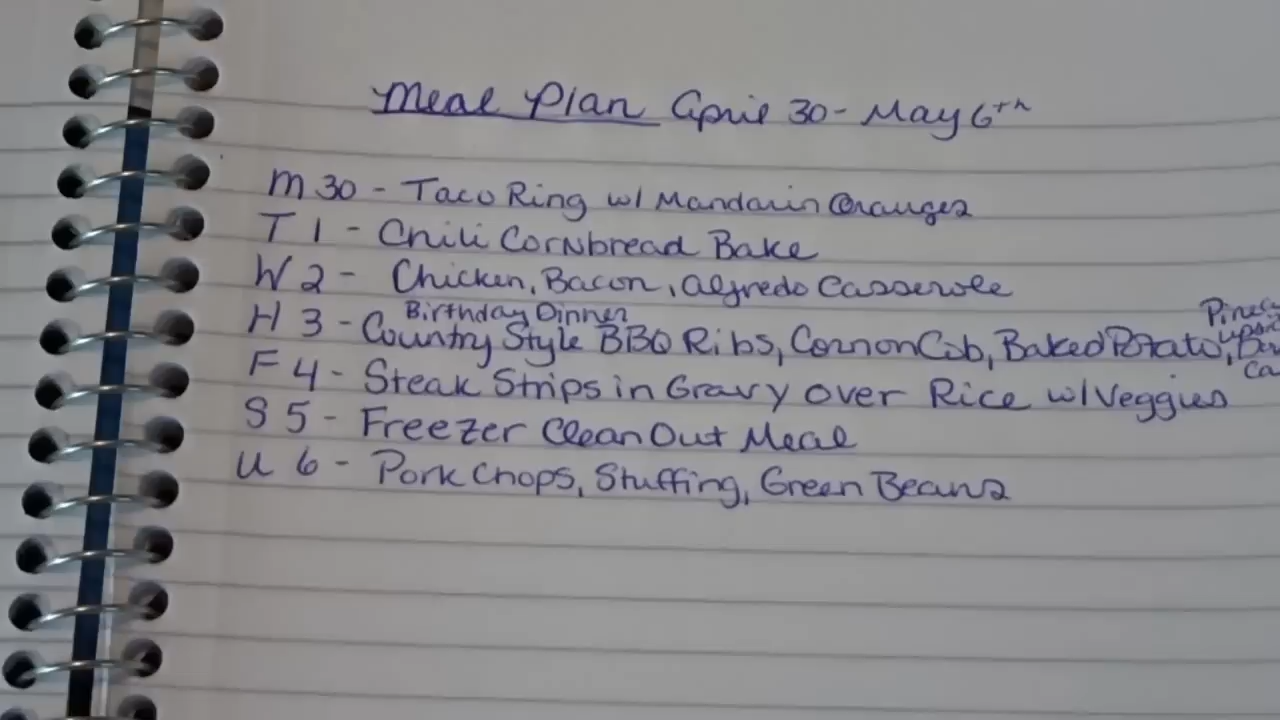 Meal Plan April 30 - May 6th
M 30 - Taco Ring w/ Mandarin Oranges
T 1 - Chili Cornbread Bake
W 2 - Chicken, Bacon, Alfredo Casserole
Birthday Dinner
H 3 - Country Style BBQ Ribs, Corn on Cob, Baked Potato,
F 4 - Steak Strips in Gravy over Rice w/ Veggies
S 5 - Freezer Clean Out Meal
U 6 - Pork Chops, Stuffing, Green Beans